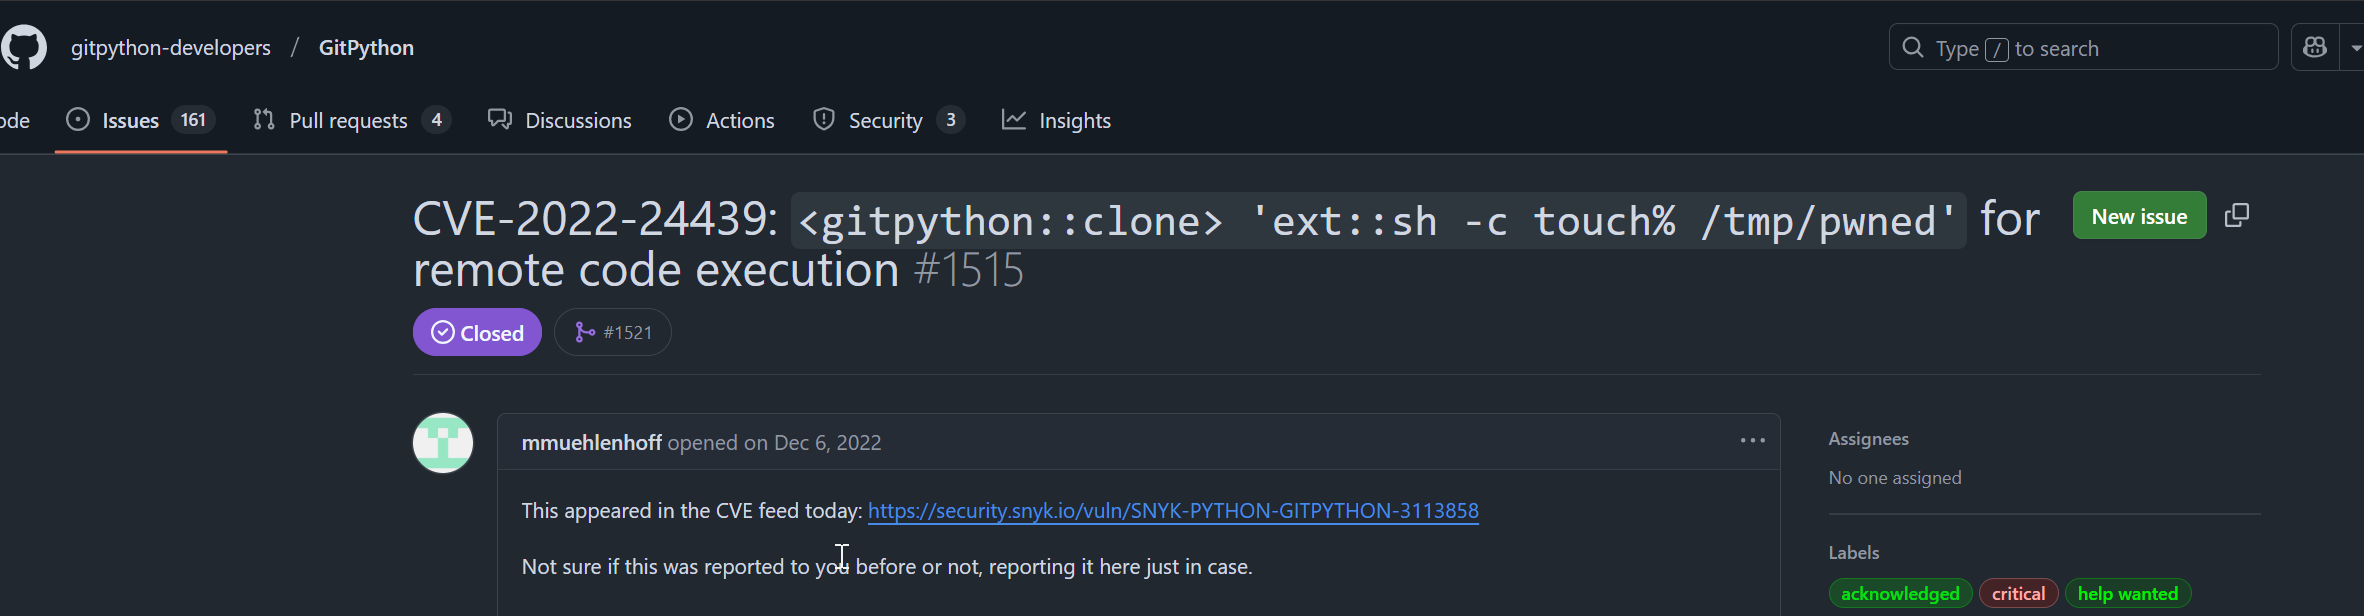 gitpython-developers / GitPython
Type / to search
ode Issues 161 Pull requests 4 Discussions Actions Security 3 Insights
CVE-2022-24439: <gitpython::clone> 'ext::sh -c touch% /tmp/pwned' for
remote code execution #1515
New issue
Closed #1521
mmuehlenhoff opened on Dec 6, 2022
This appeared in the CVE feed today: https://security.snyk.io/vuln/SNYK-PYTHON-GITPYTHON-3113858
Not sure if this was reported to you before or not, reporting it here just in case.
Assignees
No one assigned
Labels
acknowledged critical help wanted